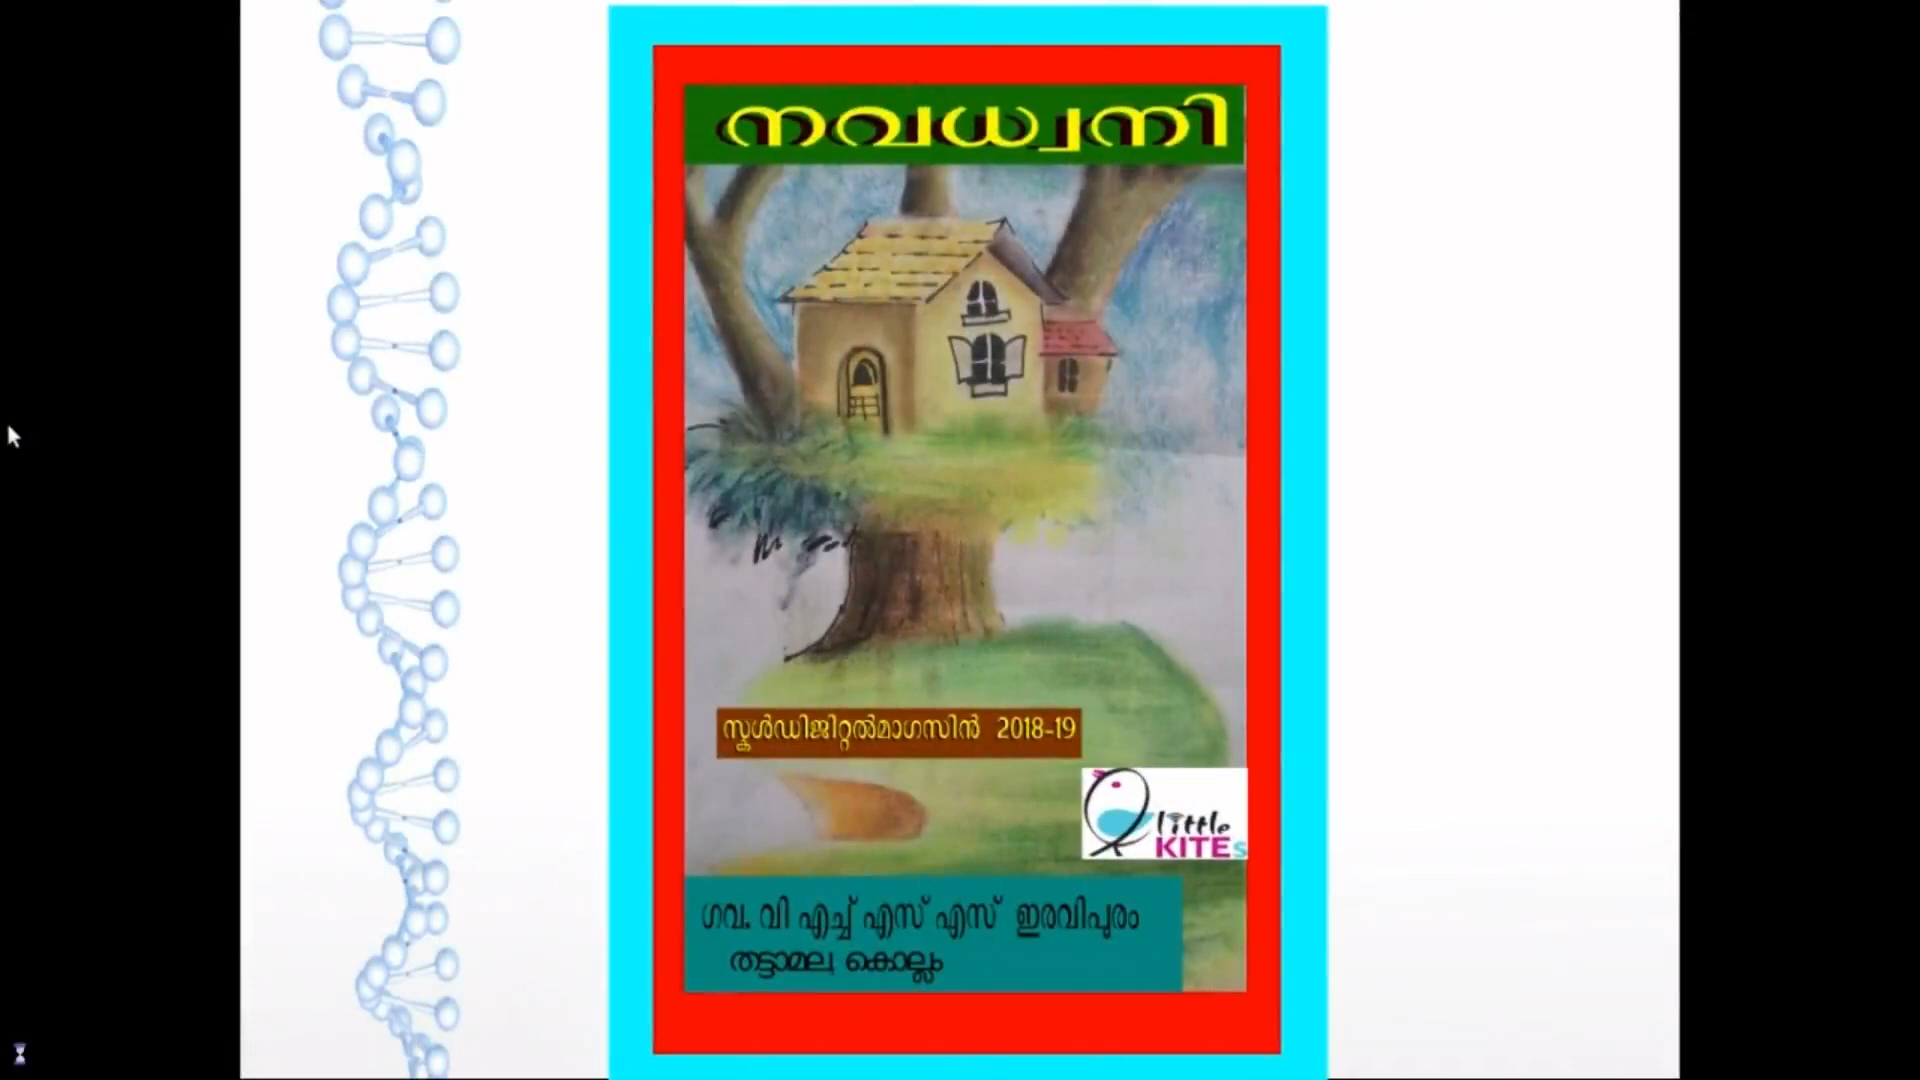 നവധ്വനി
സ്കൂൾഡിജിറ്റൽമാഗസിൻ 2018-19
little
KITEs
ഗവ. വി എച്ച് എസ് എസ് ഇരവിപുരം
തട്ടാമല, കൊല്ലം